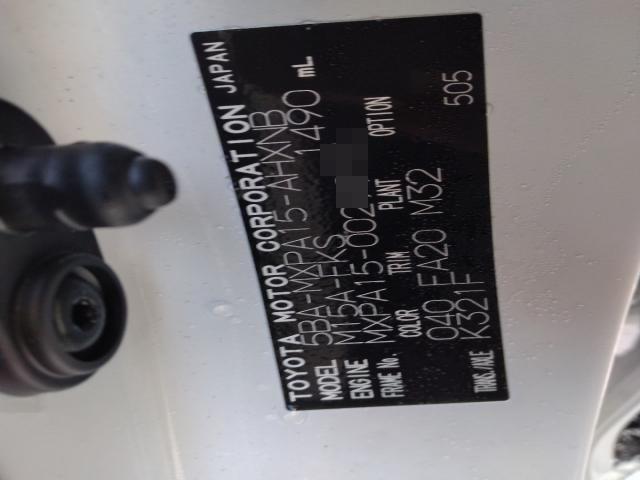 TOYOTA MOTOR CORPORATION JAPAN
MODEL 5BA-MXPA15-AHXNB
ENGINE M15A-FKS 1490 mL
FRAME No. MXPA15-002
COLOR TRIM PLANT OPTION
040 FA20 M32
TRNS/AXLE K321F 505